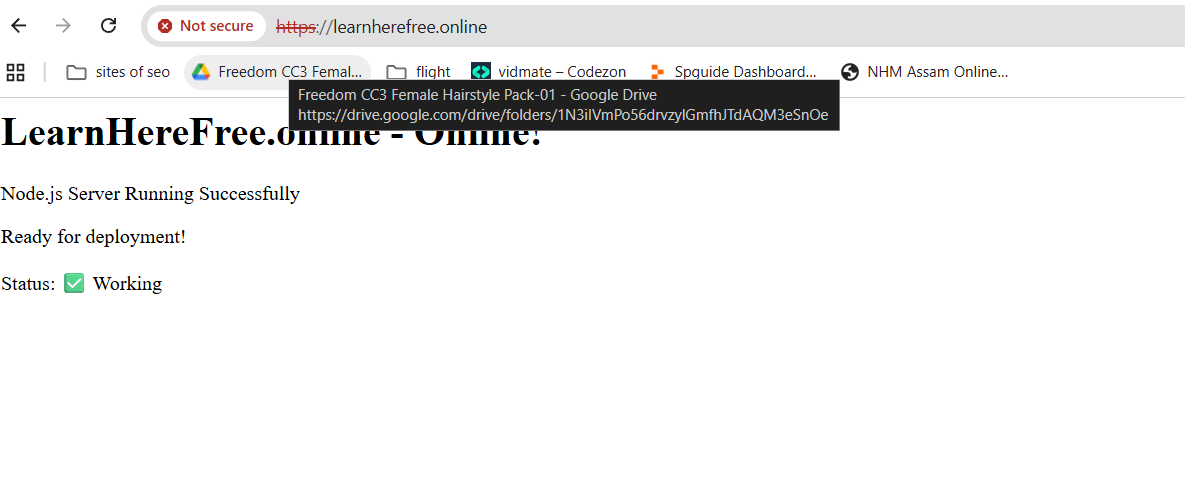 Not secure https://learnherefree.online
sites of seo Freedom CC3 Femal... flight vidmate – Codezon Spguide Dashboard... NHM Assam Online...
Freedom CC3 Female Hairstyle Pack-01 - Google Drive
https://drive.google.com/drive/folders/1N3ilVmPo56drvzylGmfhJTdAQM3eSnOe
LearnHereFree.online - Online!
Node.js Server Running Successfully
Ready for deployment!
Status: ✅ Working